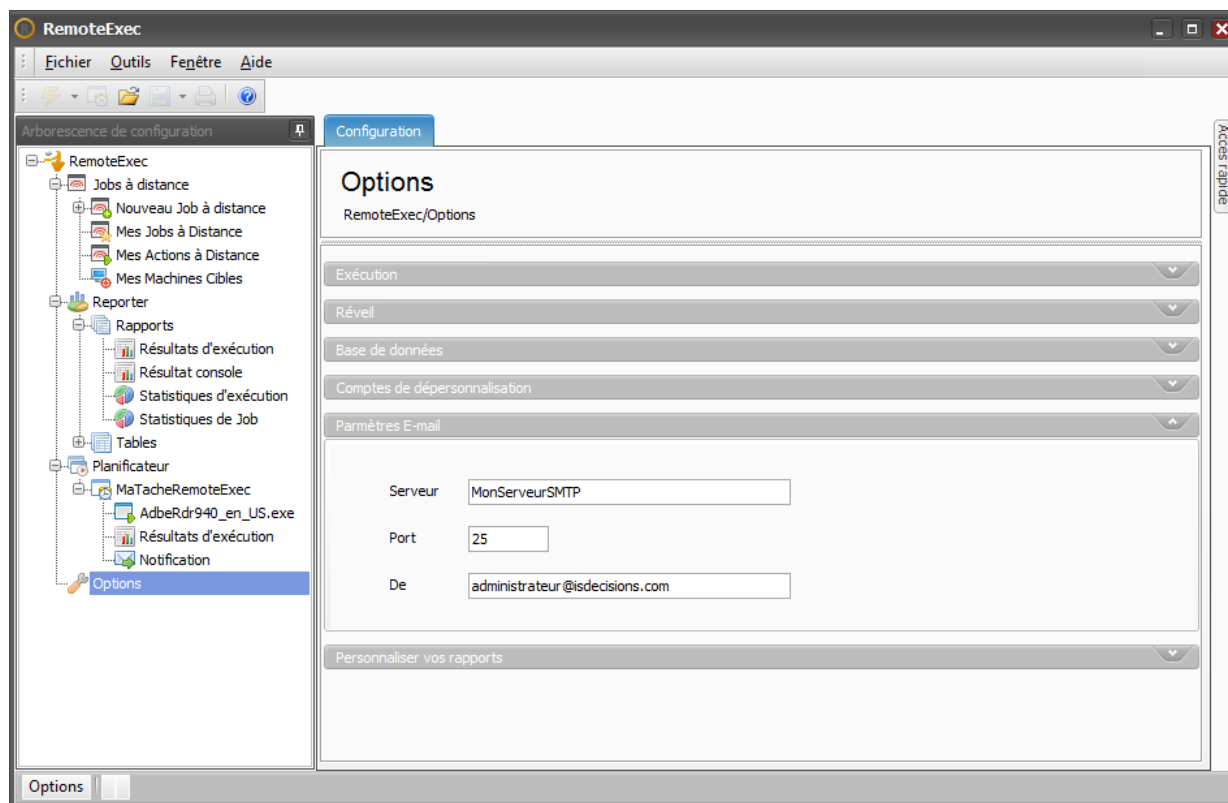 RemoteExec
Fichier Outils Fenêtre Aide
Arborescence de configuration
RemoteExec
Jobs à distance
Nouveau Job à distance
Mes Jobs à Distance
Mes Actions à Distance
Mes Machines Cibles
Reporter
Rapports
Résultats d'exécution
Résultat console
Statistiques d'exécution
Statistiques de Job
Tables
Planificateur
MaTacheRemoteExec
AdbeRdr940_en_US.exe
Résultats d'exécution
Notification
Options
Configuration
Options
RemoteExec/Options
Exécution
Réveil
Base de données
Comptes de dépersonnalisation
Parmètres E-mail
Serveur MonServeurSMTP
Port 25
De administrateur@isdecisions.com
Personnaliser vos rapports
Accès rapide
Options